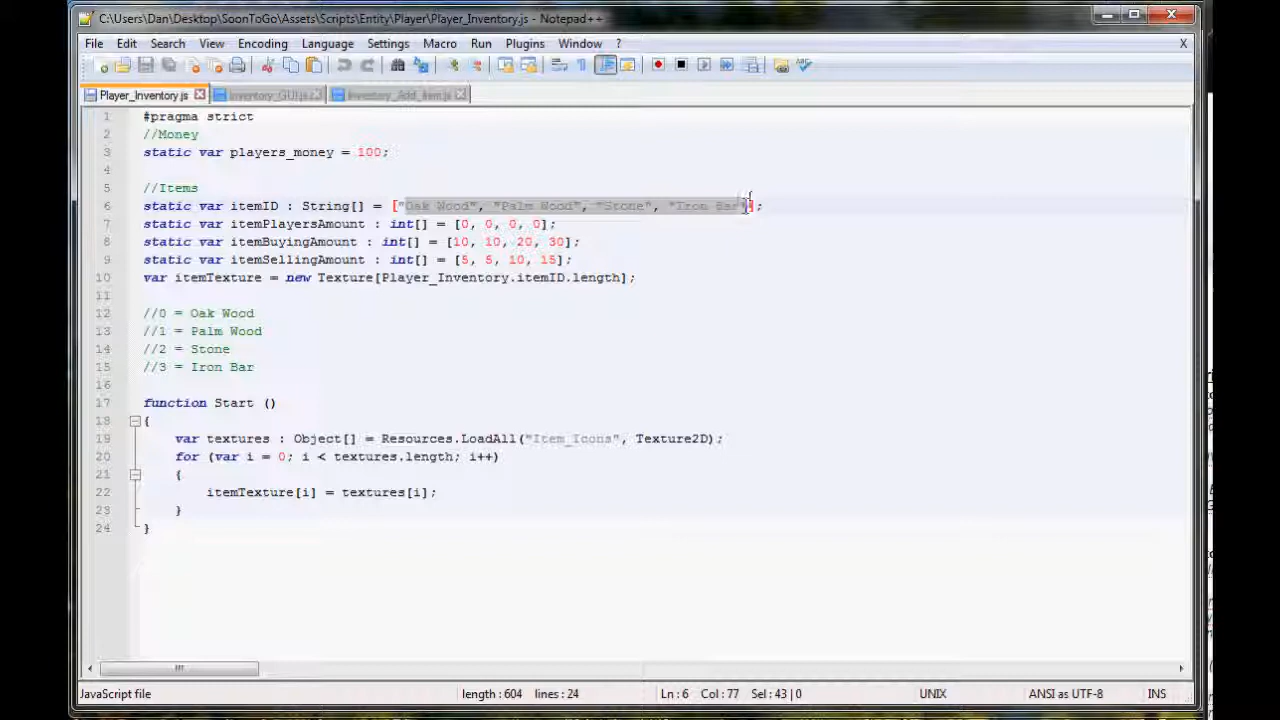 C:\Users\Dan\Desktop\SoonToGo\Assets\Scripts\Entity\Player\Player_Inventory.js - Notepad++
File Edit Search View Encoding Language Settings Macro Run Plugins Window ? X
Player_Inventory.js Inventory_GUI.js Inventory_Add_Item.js
1 #pragma strict
2 //Money
3 static var players_money = 100;
4
5 //Items
6 static var itemID : String[] = ["Oak Wood", "Palm Wood", "Stone", "Iron Bar"];
7 static var itemPlayersAmount : int[] = [0, 0, 0, 0];
8 static var itemBuyingAmount : int[] = [10, 10, 20, 30];
9 static var itemSellingAmount : int[] = [5, 5, 10, 15];
10 var itemTexture = new Texture[Player_Inventory.itemID.length];
11
12 //0 = Oak Wood
13 //1 = Palm Wood
14 //2 = Stone
15 //3 = Iron Bar
16
17 function Start ()
18 {
19 var textures : Object[] = Resources.LoadAll("Item_Icons", Texture2D);
20 for (var i = 0; i < textures.length; i++)
21 {
22 itemTexture[i] = textures[i];
23 }
24 }
JavaScript file length : 604 lines : 24 Ln : 6 Col : 77 Sel : 43 | 0 UNIX ANSI as UTF-8 INS